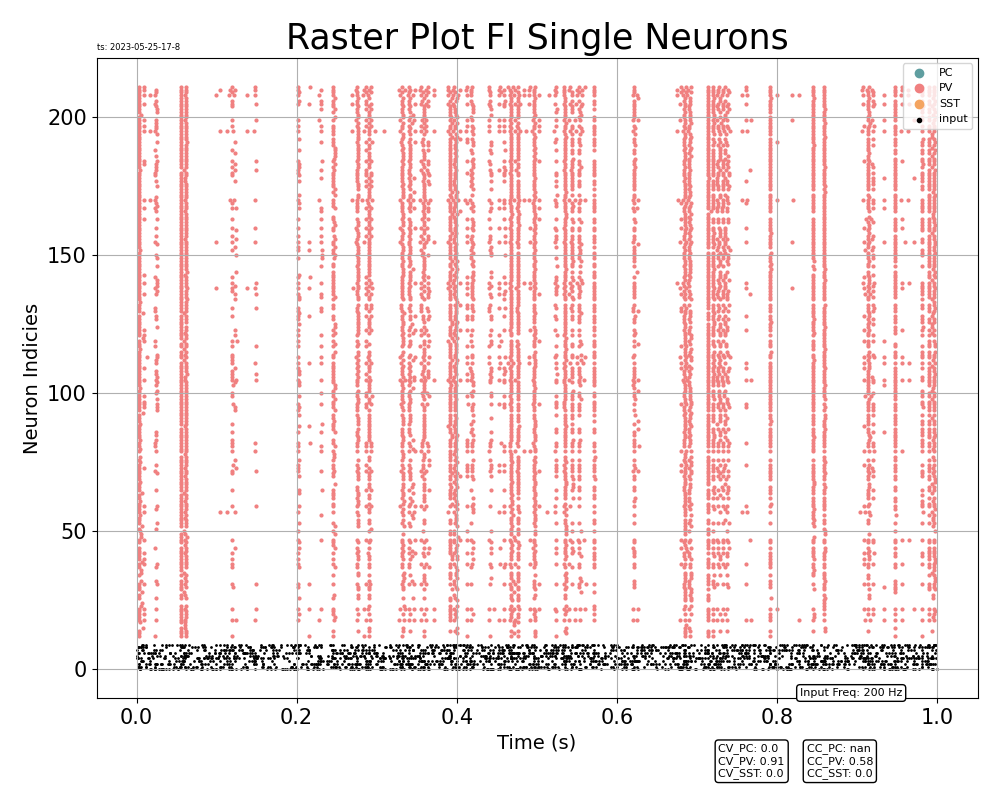 Raster Plot FI Single Neurons
ts: 2023-05-25-17-8
PC
PV
SST
input
200
150
100
50
0
Neuron Indicies
0.0 0.2 0.4 0.6 0.8 1.0
Time (s)
Input Freq: 200 Hz
CV_PC: 0.0
CV_PV: 0.91
CV_SST: 0.0
CC_PC: nan
CC_PV: 0.58
CC_SST: 0.0